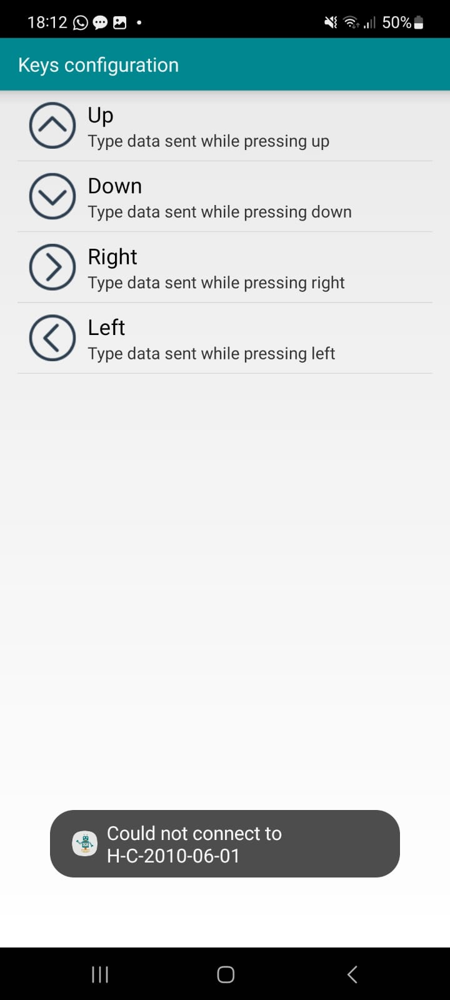 18:12
50%
Keys configuration
Up
Type data sent while pressing up
Down
Type data sent while pressing down
Right
Type data sent while pressing right
Left
Type data sent while pressing left
Could not connect to
H-C-2010-06-01